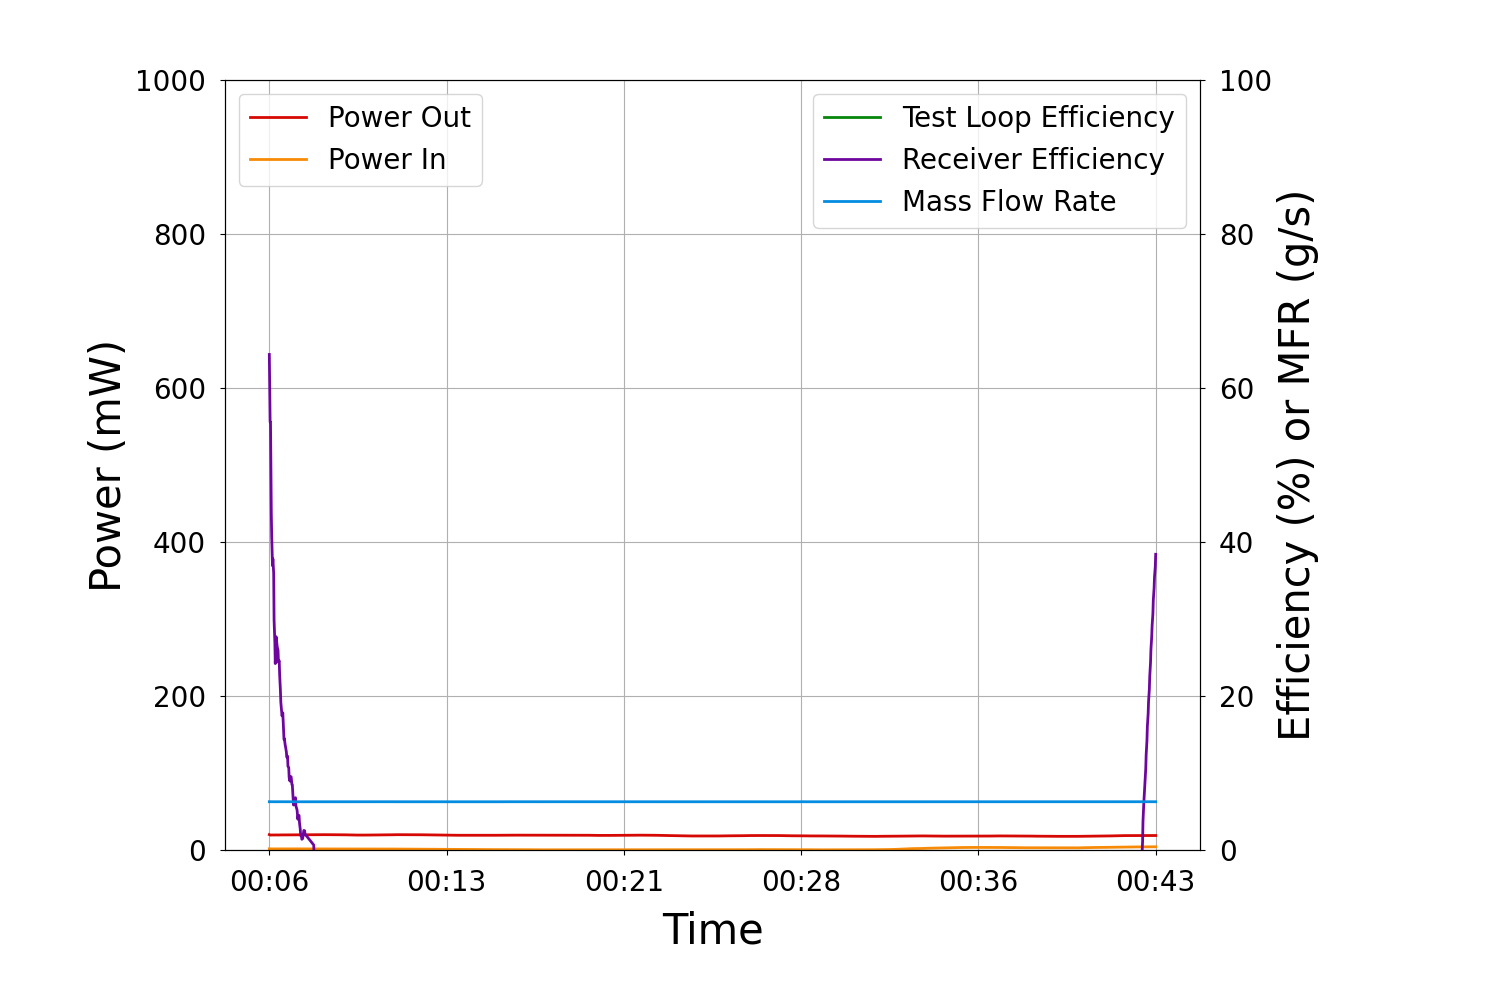 Power Out
Power In
Test Loop Efficiency
Receiver Efficiency
Mass Flow Rate
1000
800
600
400
200
0
Power (mW)
100
80
60
40
20
0
Efficiency (%) or MFR (g/s)
00:06 00:13 00:21 00:28 00:36 00:43
Time